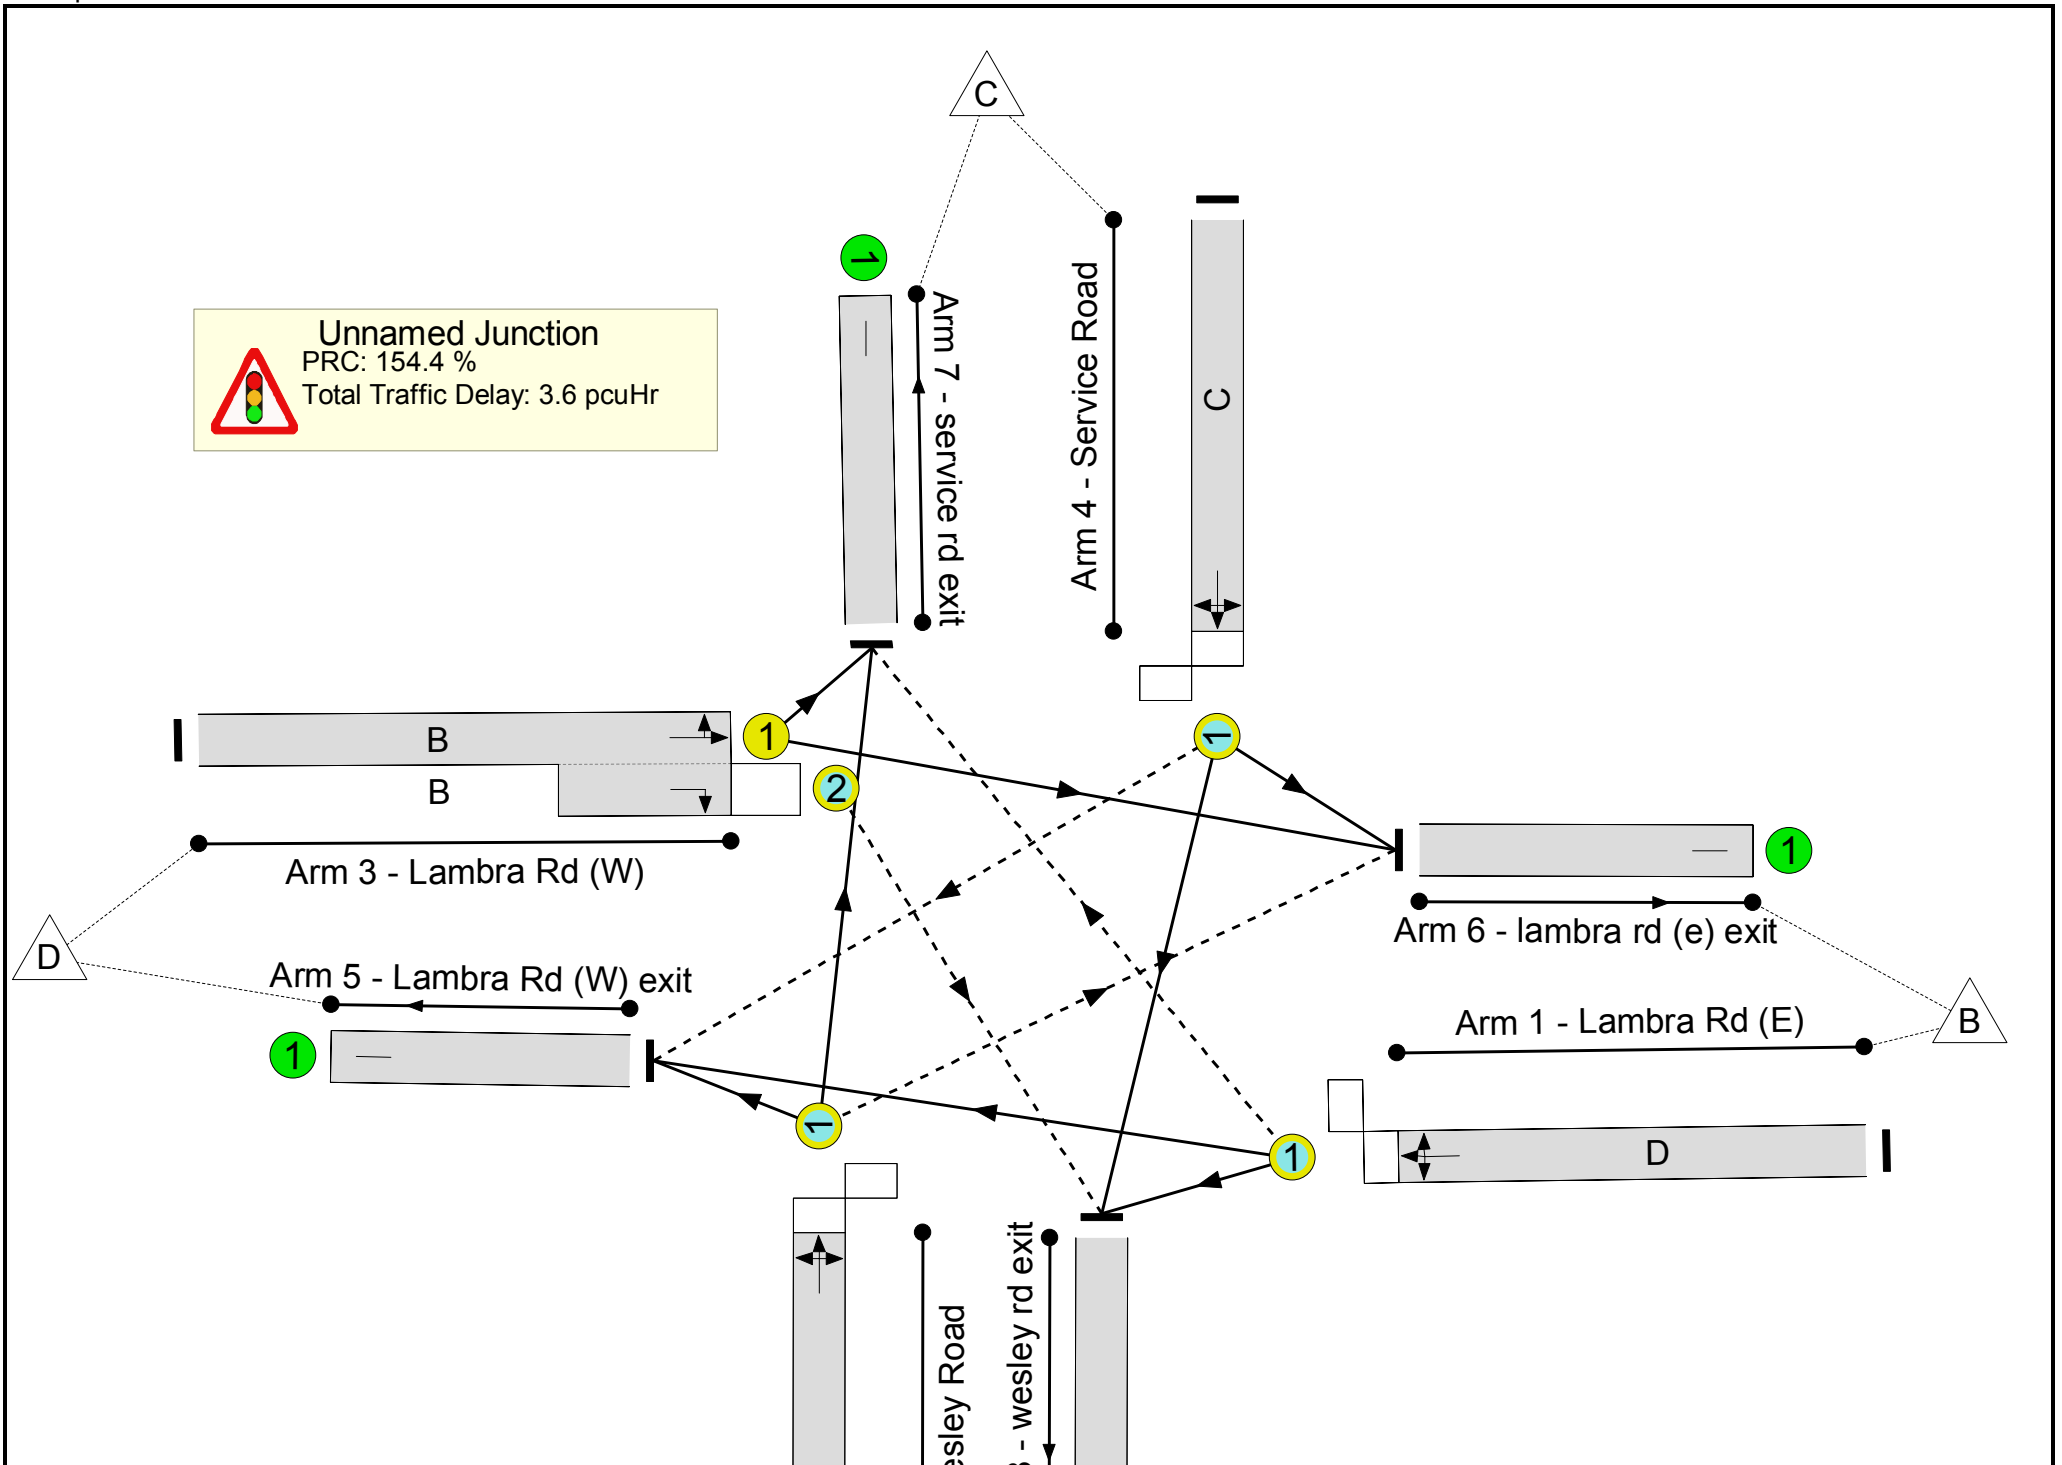 C
1
Arm 7 - service rd exit
Arm 4 - Service Road
C
Unnamed Junction
PRC: 154.4 %
Total Traffic Delay: 3.6 pcuHr
B
1
1
B
2
Arm 3 - Lambra Rd (W)
1
Arm 6 - lambra rd (e) exit
D
Arm 5 - Lambra Rd (W) exit
B
Arm 1 - Lambra Rd (E)
1
1
1
D
esley Road
- wesley rd exit